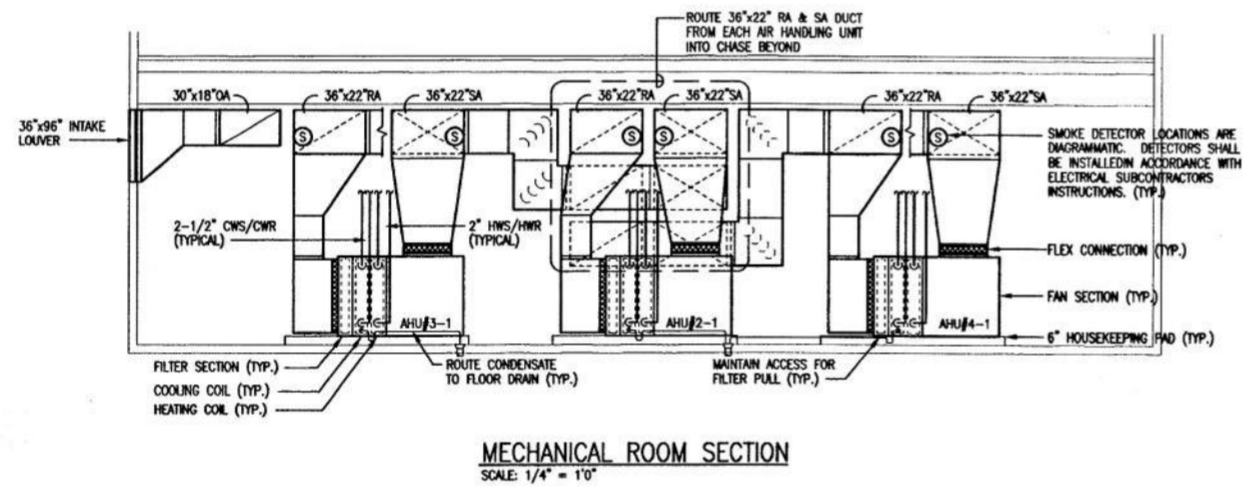 ROUTE 36"x22" RA & SA DUCT
FROM EACH AIR HANDLING UNIT
INTO CHASE BEYOND
30"x18"OA
36"x22"RA
36"x22"SA
36"x22"RA
36"x22"SA
36"x22"RA
36"x22"SA
36"x96" INTAKE
LOUVER
S
S
S
S
S
S
SMOKE DETECTOR LOCATIONS ARE
DIAGRAMMATIC. DETECTORS SHALL
BE INSTALLEDIN ACCORDANCE WITH
ELECTRICAL SUBCONTRACTORS
INSTRUCTIONS. (TYP.)
2-1/2" CWS/CWR
(TYPICAL)
2" HWS/HWR
(TYPICAL)
FLEX CONNECTION (TYP.)
FAN SECTION (TYP.)
AHU#3-1
AHU#2-1
AHU#4-1
6" HOUSEKEEPING PAD (TYP.)
FILTER SECTION (TYP.)
COOLING COIL (TYP.)
HEATING COIL (TYP.)
ROUTE CONDENSATE
TO FLOOR DRAIN (TYP.)
MAINTAIN ACCESS FOR
FILTER PULL (TYP.)
MECHANICAL ROOM SECTION
SCALE: 1/4" = 1'0"